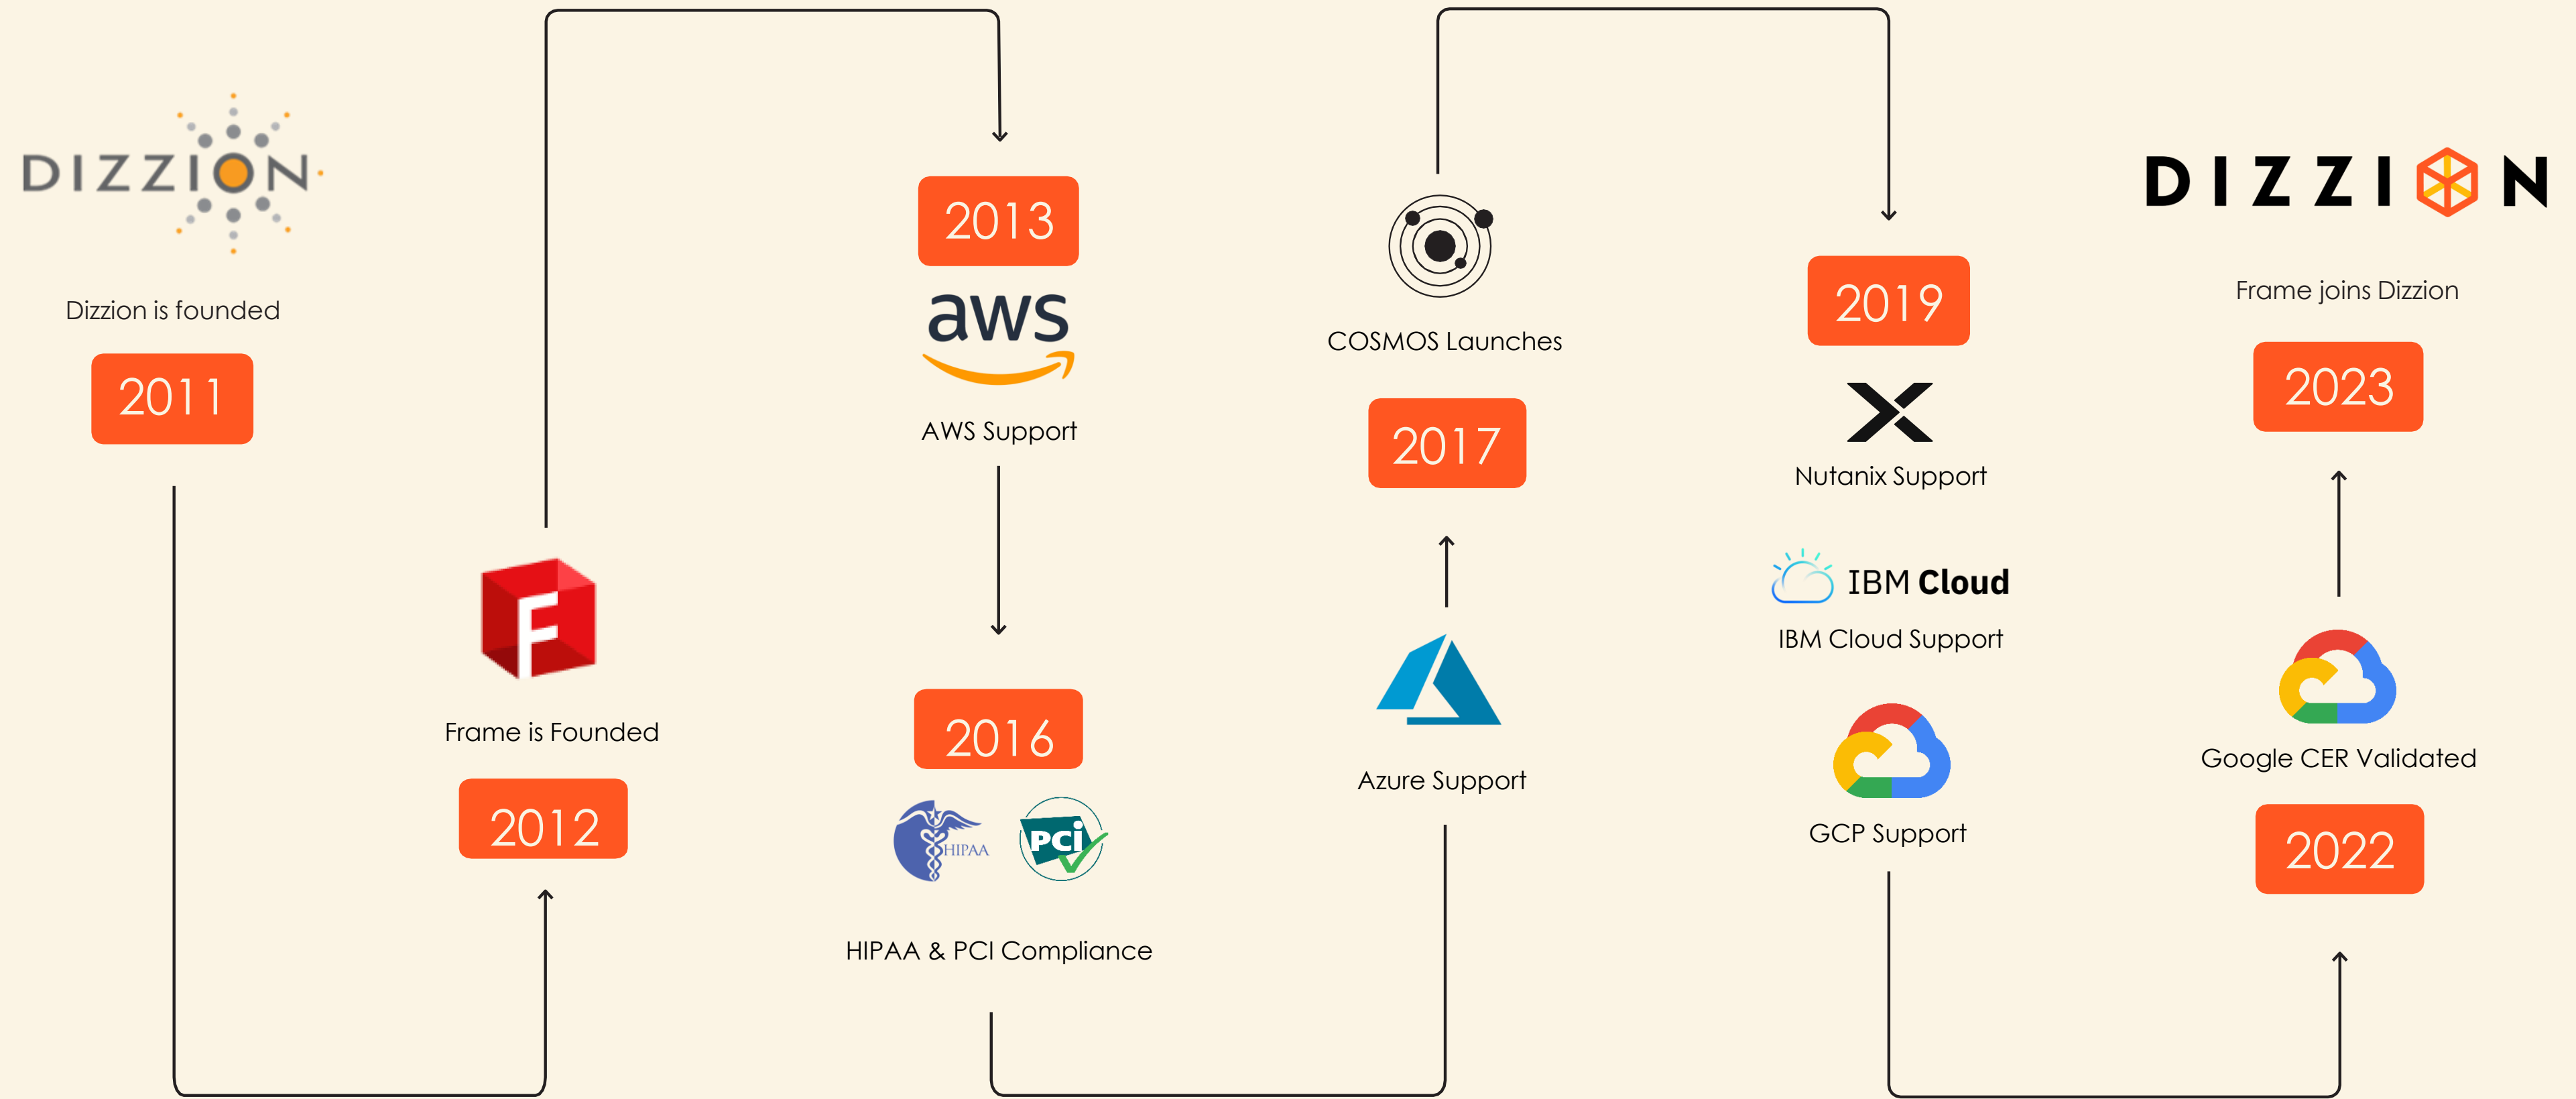 DIZZION
Dizzion is founded
2011
F
Frame is Founded
2012
2013
aws
AWS Support
2016
HIPAA
PCi
HIPAA & PCI Compliance
Azure Support
COSMOS Launches
2017
2019
Nutanix Support
IBM Cloud
IBM Cloud Support
GCP Support
Google CER Validated
2022
DIZZION
Frame joins Dizzion
2023